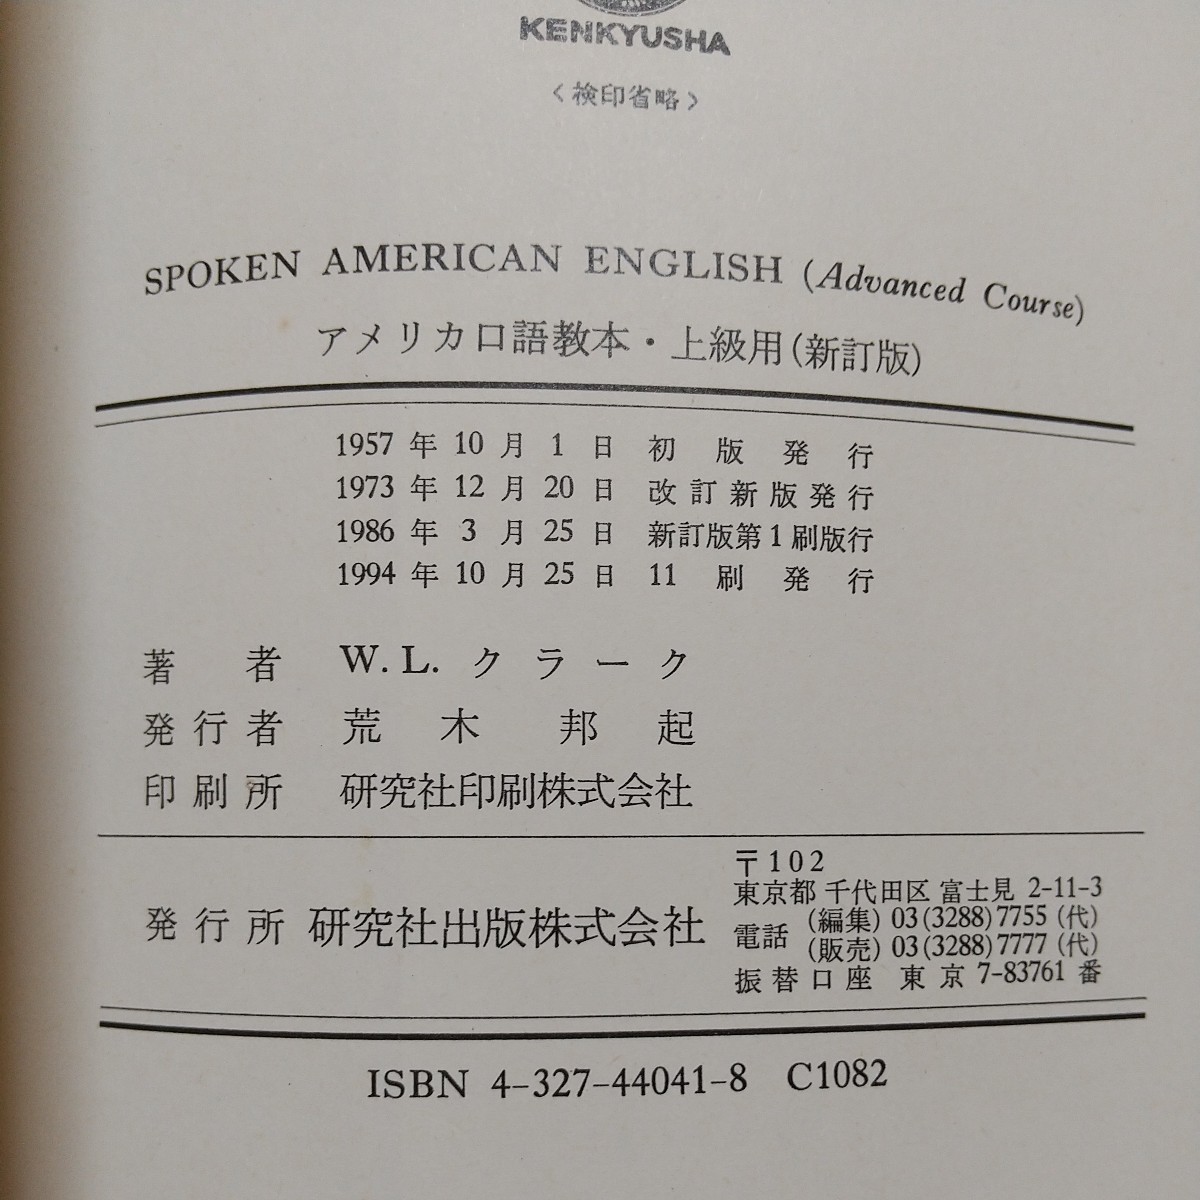 KENKYUSHA
〈検印省略〉
SPOKEN AMERICAN ENGLISH (Advanced Course)
アメリカ口語教本・上級用(新訂版)
1957年10月1日 初版発行
1973年12月20日 改訂新版発行
1986年3月25日 新訂版第1刷版行
1994年10月25日 11刷発行
著者 W.L.クラーク
発行者 荒木邦起
印刷所 研究社印刷株式会社
発行所 研究社出版株式会社
〒102
東京都千代田区富士見2-11-3
電話 (編集) 03(3288)7755(代)
(販売) 03(3288)7777(代)
振替口座 東京7-83761番
ISBN 4-327-44041-8 C1082